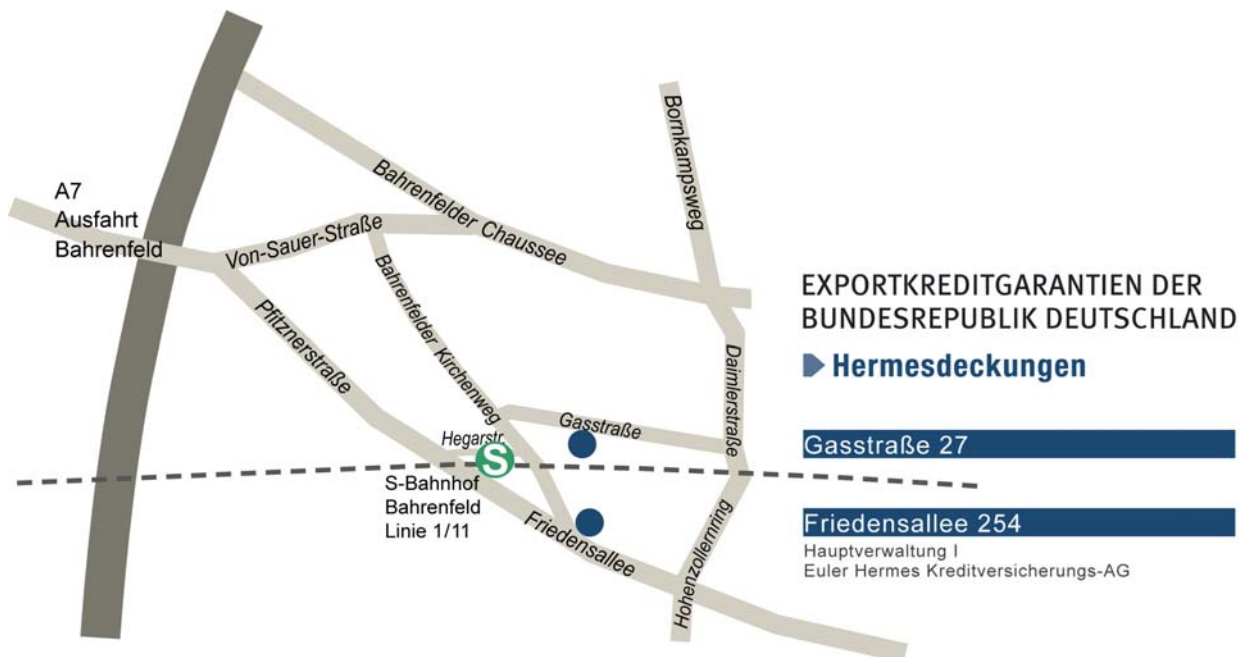 A7
Ausfahrt
Bahrenfeld
Von-Sauer-Straße
Bahrenfelder Chaussee
Bornkampsweg
Pfitznerstraße
Bahrenfelder Kirchenweg
Daimlerstraße
Gasstraße
Hegarstr.
S
S-Bahnhof
Bahrenfeld
Linie 1/11
Friedensallee
Hohenzollernring
EXPORTKREDITGARANTIEN DER
BUNDESREPUBLIK DEUTSCHLAND
Hermesdeckungen
Gasstraße 27
Friedensallee 254
Hauptverwaltung I
Euler Hermes Kreditversicherungs-AG